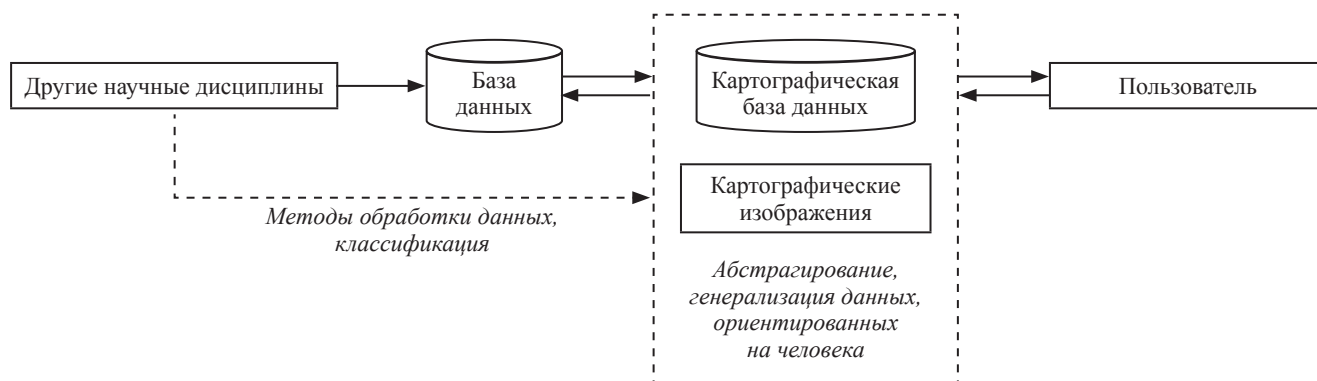 Другие научные дисциплины
База
данных
Картографическая
база данных
Пользователь
Картографические
изображения
Методы обработки данных,
классификация
Абстрагирование,
генерализация данных,
ориентированных
на человека